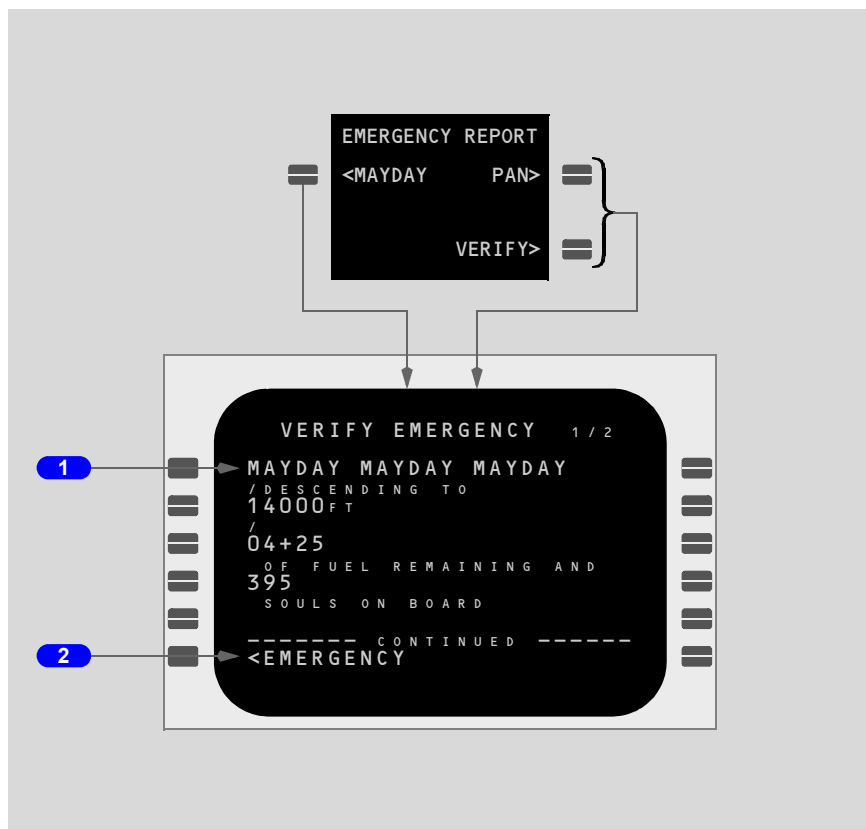 EMERGENCY REPORT
<MAYDAY PAN>
VERIFY>
VERIFY EMERGENCY 1/2
1
MAYDAY MAYDAY MAYDAY
/DESCENDING TO
14000FT
/
04+25
OF FUEL REMAINING AND
395
SOULS ON BOARD
------- CONTINUED ------
2
<EMERGENCY